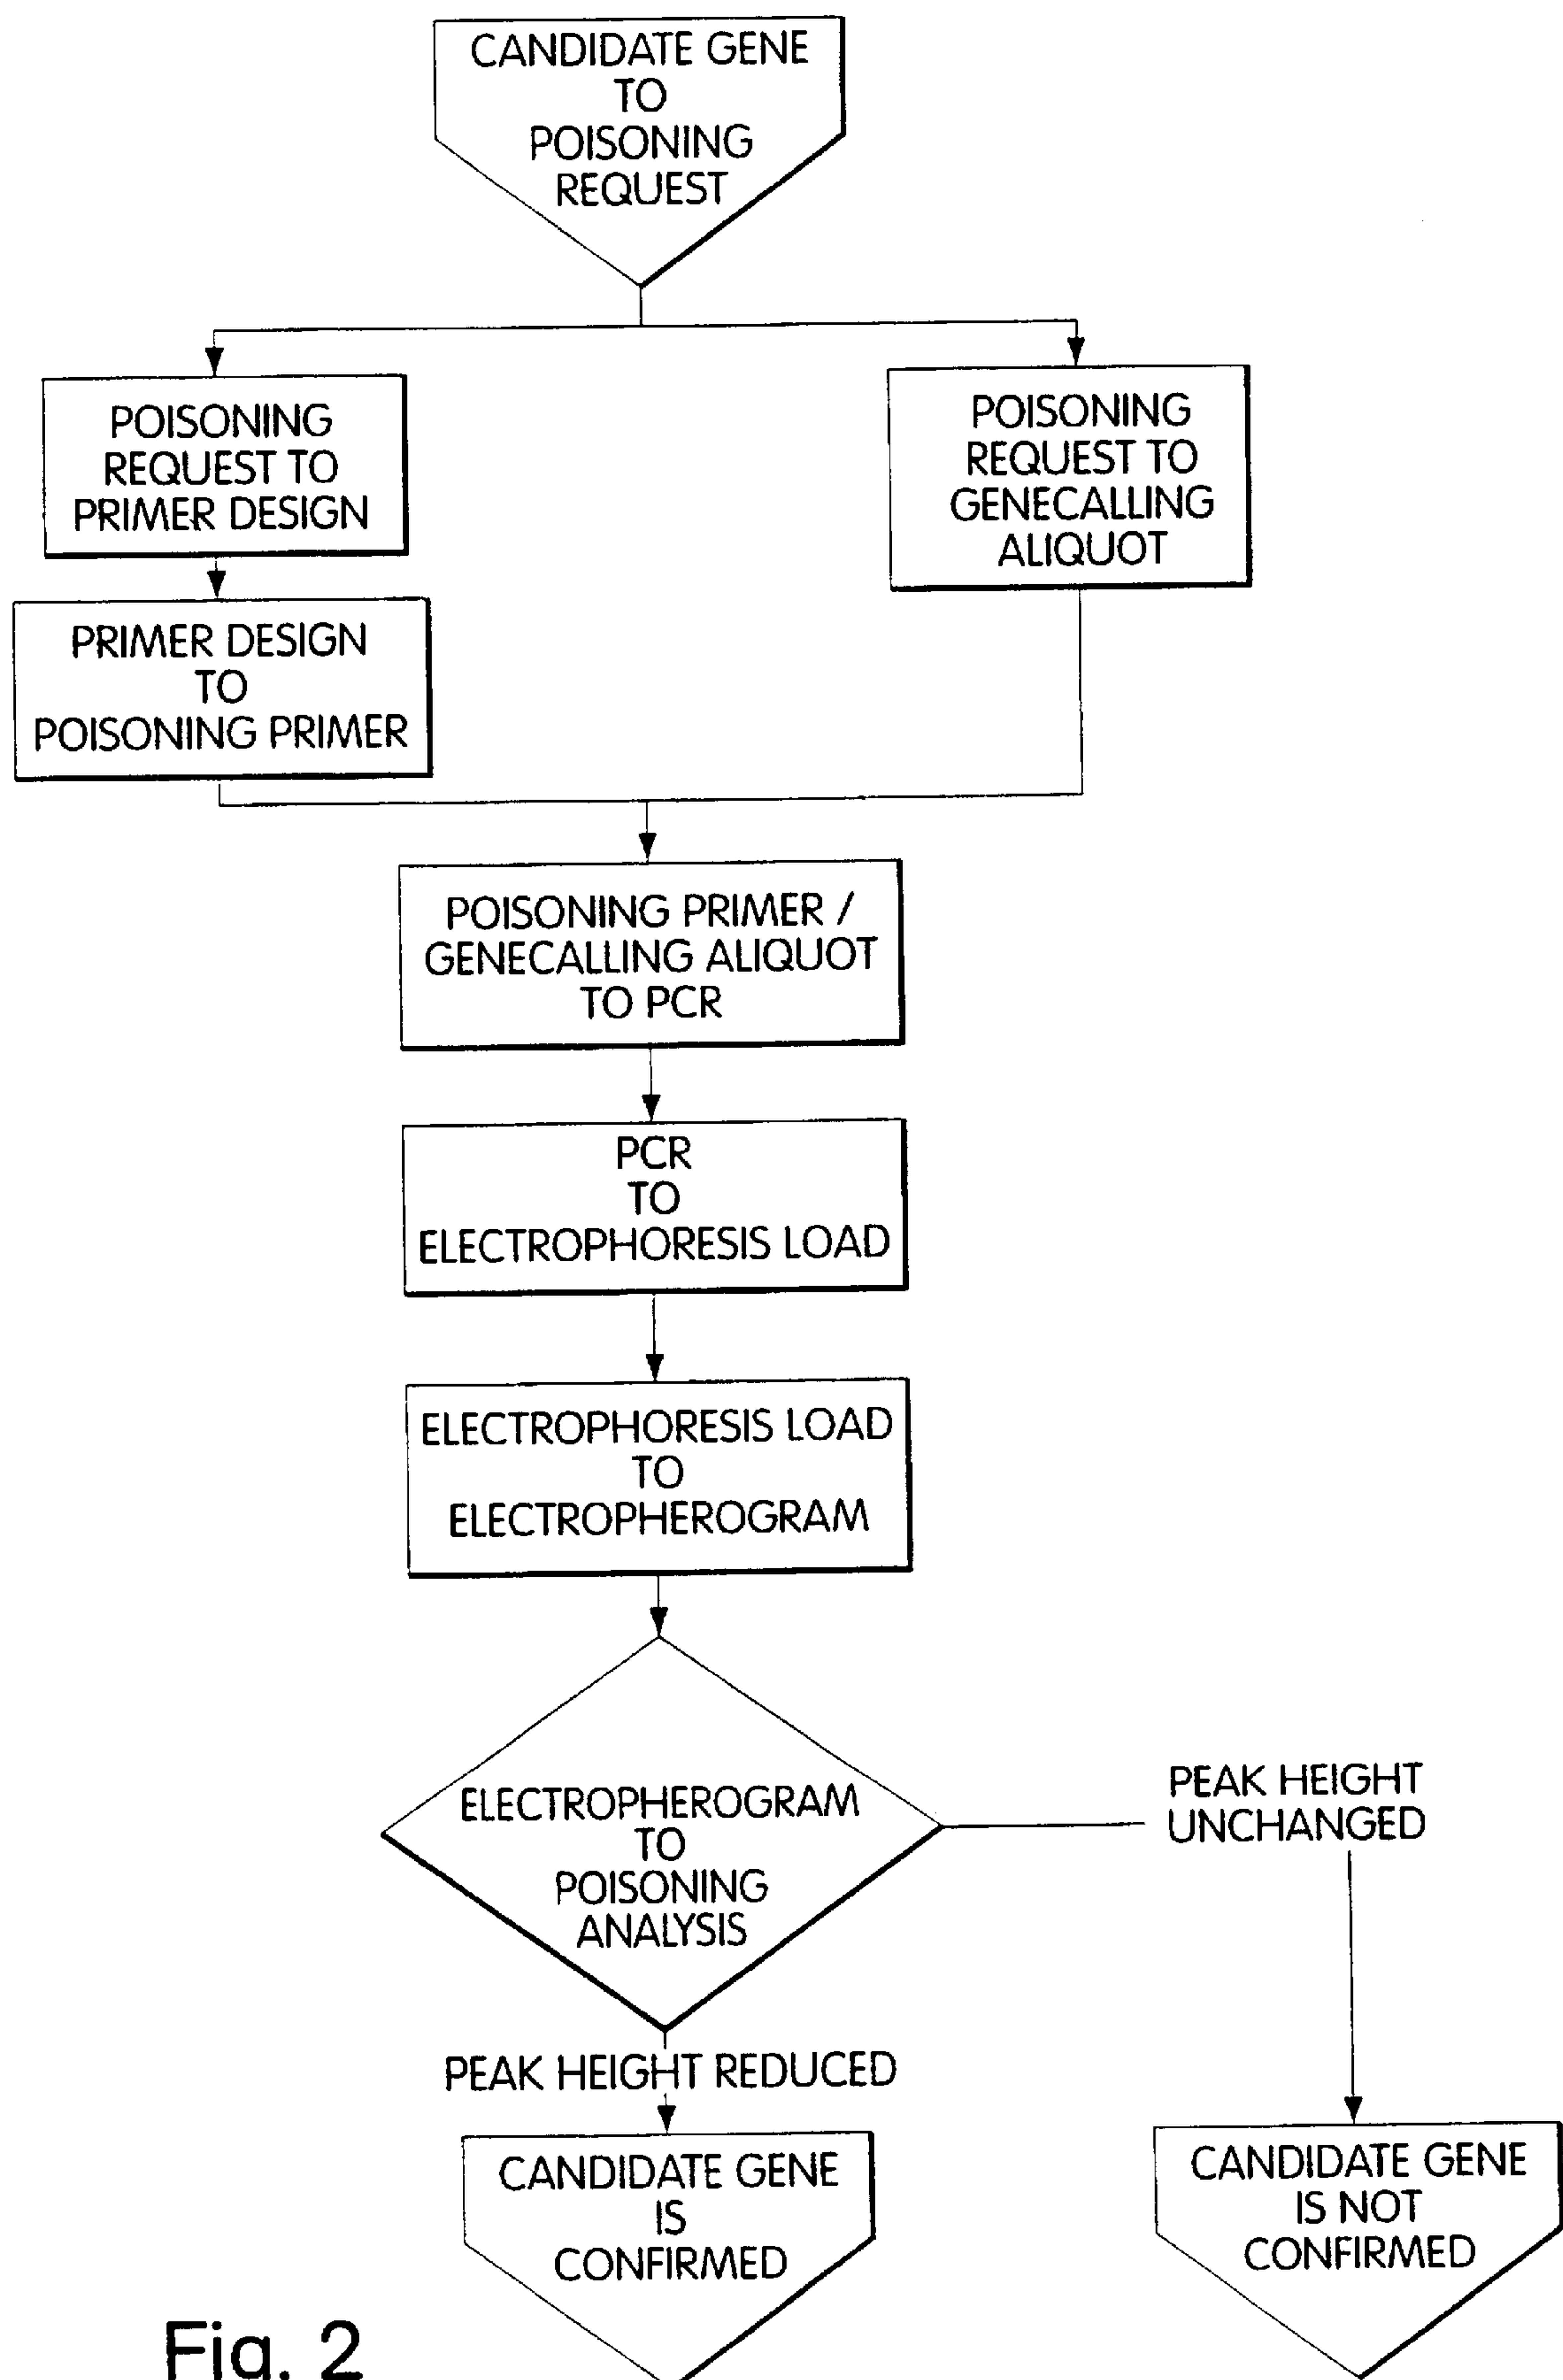 CANDIDATE GENE
TO
POISONING
REQUEST
POISONING
REQUEST TO
PRIMER DESIGN
POISONING
REQUEST TO
GENECALLING
ALIQUOT
PRIMER DESIGN
TO
POISONING PRIMER
POISONING PRIMER /
GENECALLING ALIQUOT
TO PCR
PCR
TO
ELECTROPHORESIS LOAD
ELECTROPHORESIS LOAD
TO
ELECTROPHEROGRAM
ELECTROPHEROGRAM
TO
POISONING
ANALYSIS
PEAK HEIGHT
UNCHANGED
PEAK HEIGHT REDUCED
CANDIDATE GENE
IS
CONFIRMED
CANDIDATE GENE
IS NOT
CONFIRMED
Fig. 2